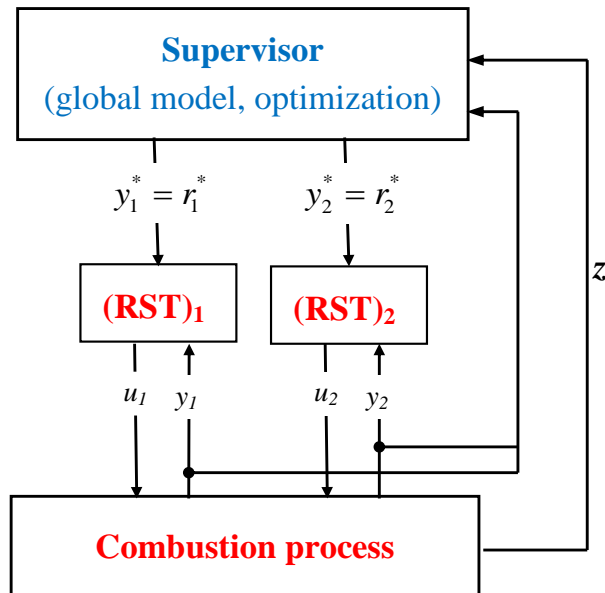 Supervisor
(global model, optimization)
y₁* = r₁* y₂* = r₂*
z
(RST)₁ (RST)₂
u₁ y₁ u₂ y₂
Combustion process